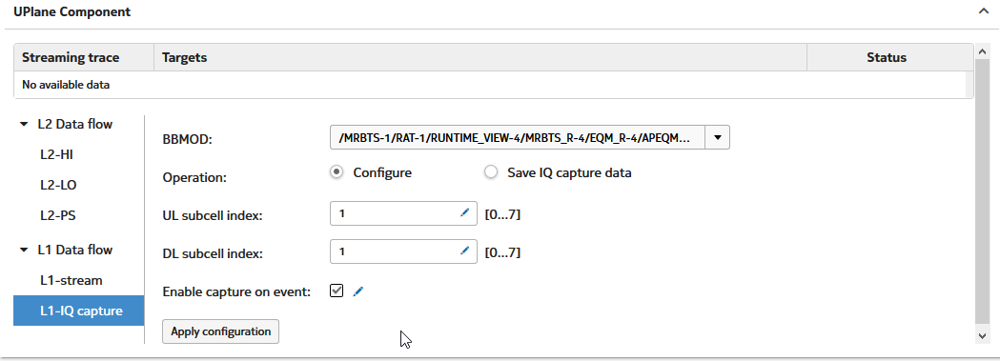 UPlane Component
Streaming trace Targets Status
No available data
L2 Data flow
L2-HI
L2-LO
L2-PS
L1 Data flow
L1-stream
L1-IQ capture
BBMOD: /MRBTS-1/RAT-1/RUNTIME_VIEW-4/MRBTS_R-4/EQM_R-4/APEQM...
Operation: Configure Save IQ capture data
UL subcell index: 1 [0...7]
DL subcell index: 1 [0...7]
Enable capture on event:
Apply configuration